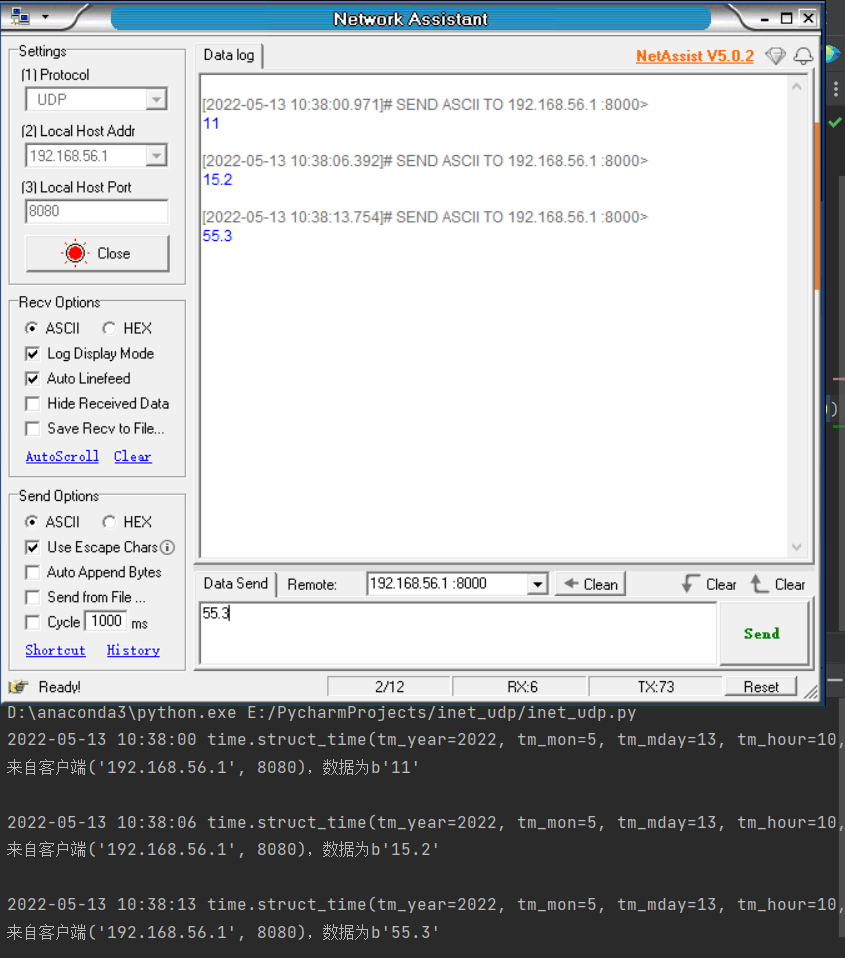 Network Assistant
Settings
(1) Protocol
UDP
(2) Local Host Addr
192.168.56.1
(3) Local Host Port
8080
Close
Recv Options
ASCII HEX
Log Display Mode
Auto Linefeed
Hide Received Data
Save Recv to File...
AutoScroll Clear
Send Options
ASCII HEX
Use Escape Chars
Auto Append Bytes
Send from File ...
Cycle 1000 ms
Shortcut History
Data log
NetAssist V5.0.2
[2022-05-13 10:38:00.971]# SEND ASCII TO 192.168.56.1 :8000>
11
[2022-05-13 10:38:06.392]# SEND ASCII TO 192.168.56.1 :8000>
15.2
[2022-05-13 10:38:13.754]# SEND ASCII TO 192.168.56.1 :8000>
55.3
Data Send Remote: 192.168.56.1 :8000 Clean Clear Clear
55.3
Send
Ready! 2/12 RX:6 TX:73 Reset
D:\anaconda3\python.exe E:/PycharmProjects/inet_udp/inet_udp.py
2022-05-13 10:38:00 time.struct_time(tm_year=2022, tm_mon=5, tm_mday=13, tm_hour=10,
来自客户端('192.168.56.1', 8080)，数据为b'11'
2022-05-13 10:38:06 time.struct_time(tm_year=2022, tm_mon=5, tm_mday=13, tm_hour=10,
来自客户端('192.168.56.1', 8080)，数据为b'15.2'
2022-05-13 10:38:13 time.struct_time(tm_year=2022, tm_mon=5, tm_mday=13, tm_hour=10,
来自客户端('192.168.56.1', 8080)，数据为b'55.3'